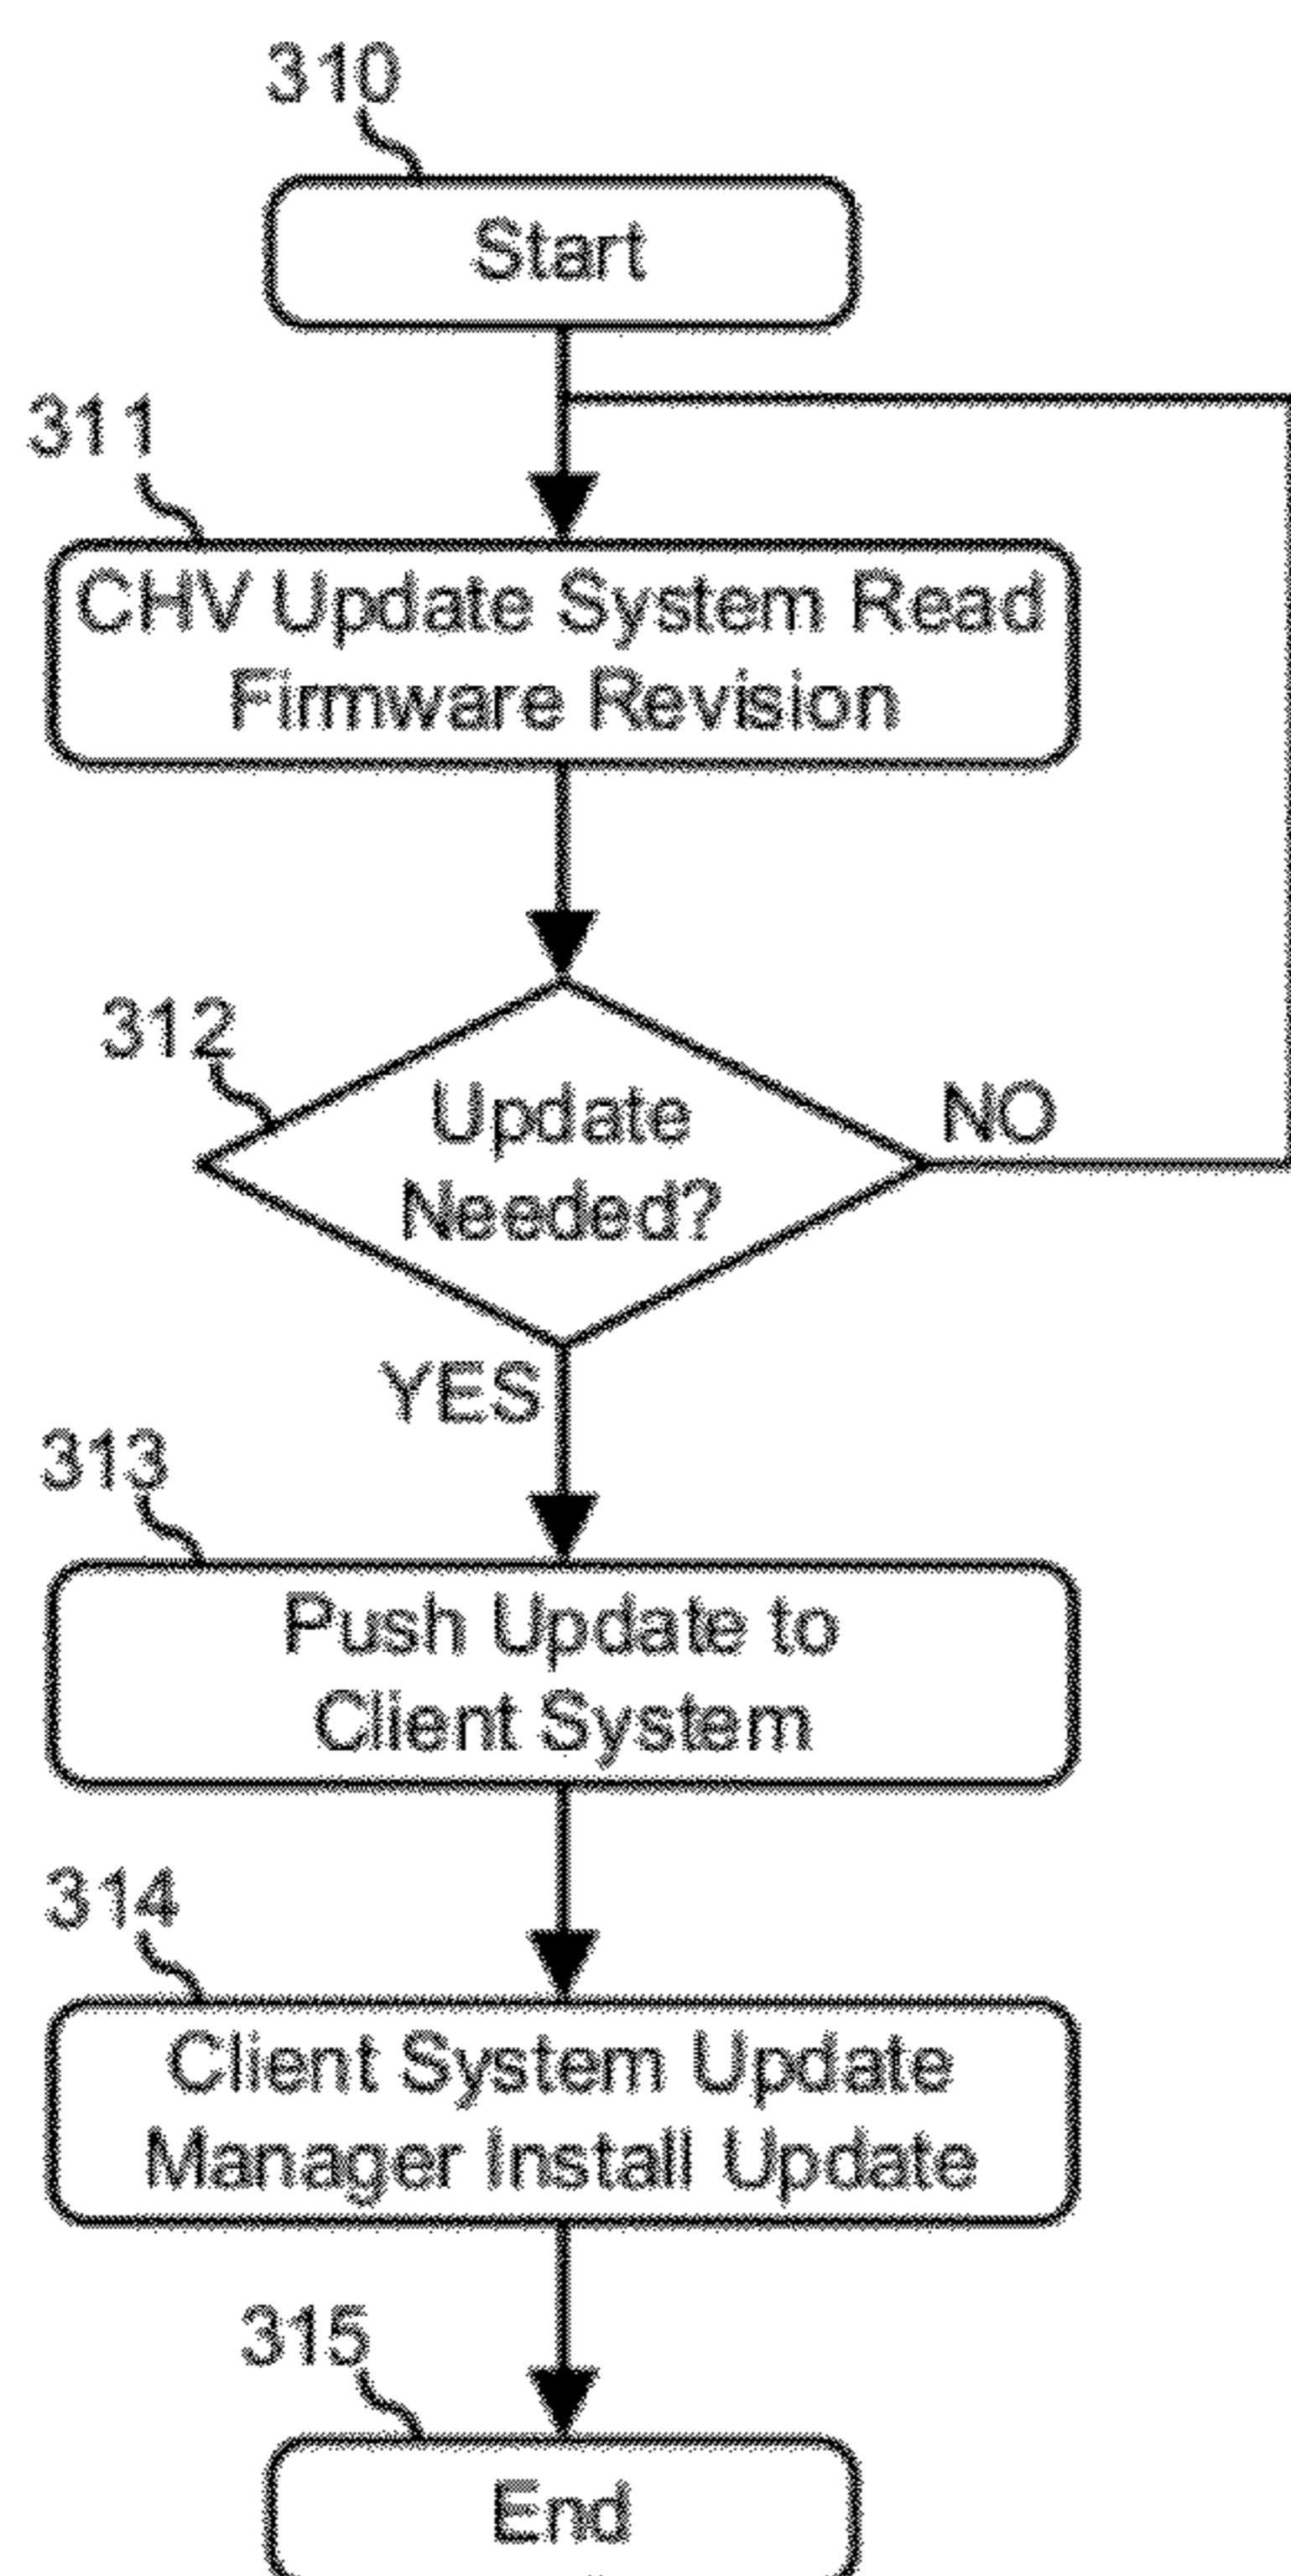 310
Start
311
CHV Update System Read
Firmware Revision
312
Update
Needed?
NO
YES
313
Push Update to
Client System
314
Client System Update
Manager Install Update
315
End